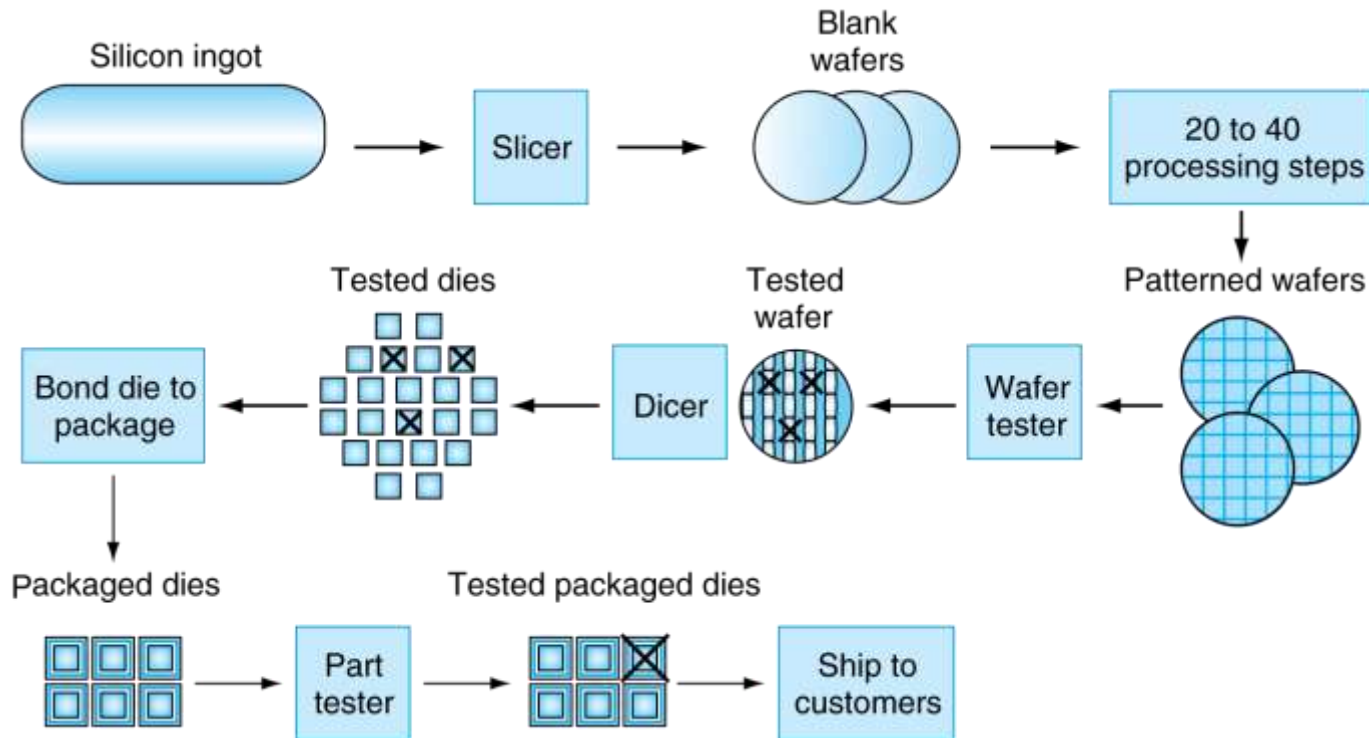 Silicon ingot
Slicer
Blank
wafers
20 to 40
processing steps
Tested dies
Tested
wafer
Patterned wafers
Bond die to
package
Dicer
Wafer
tester
Packaged dies
Tested packaged dies
Part
tester
Ship to
customers